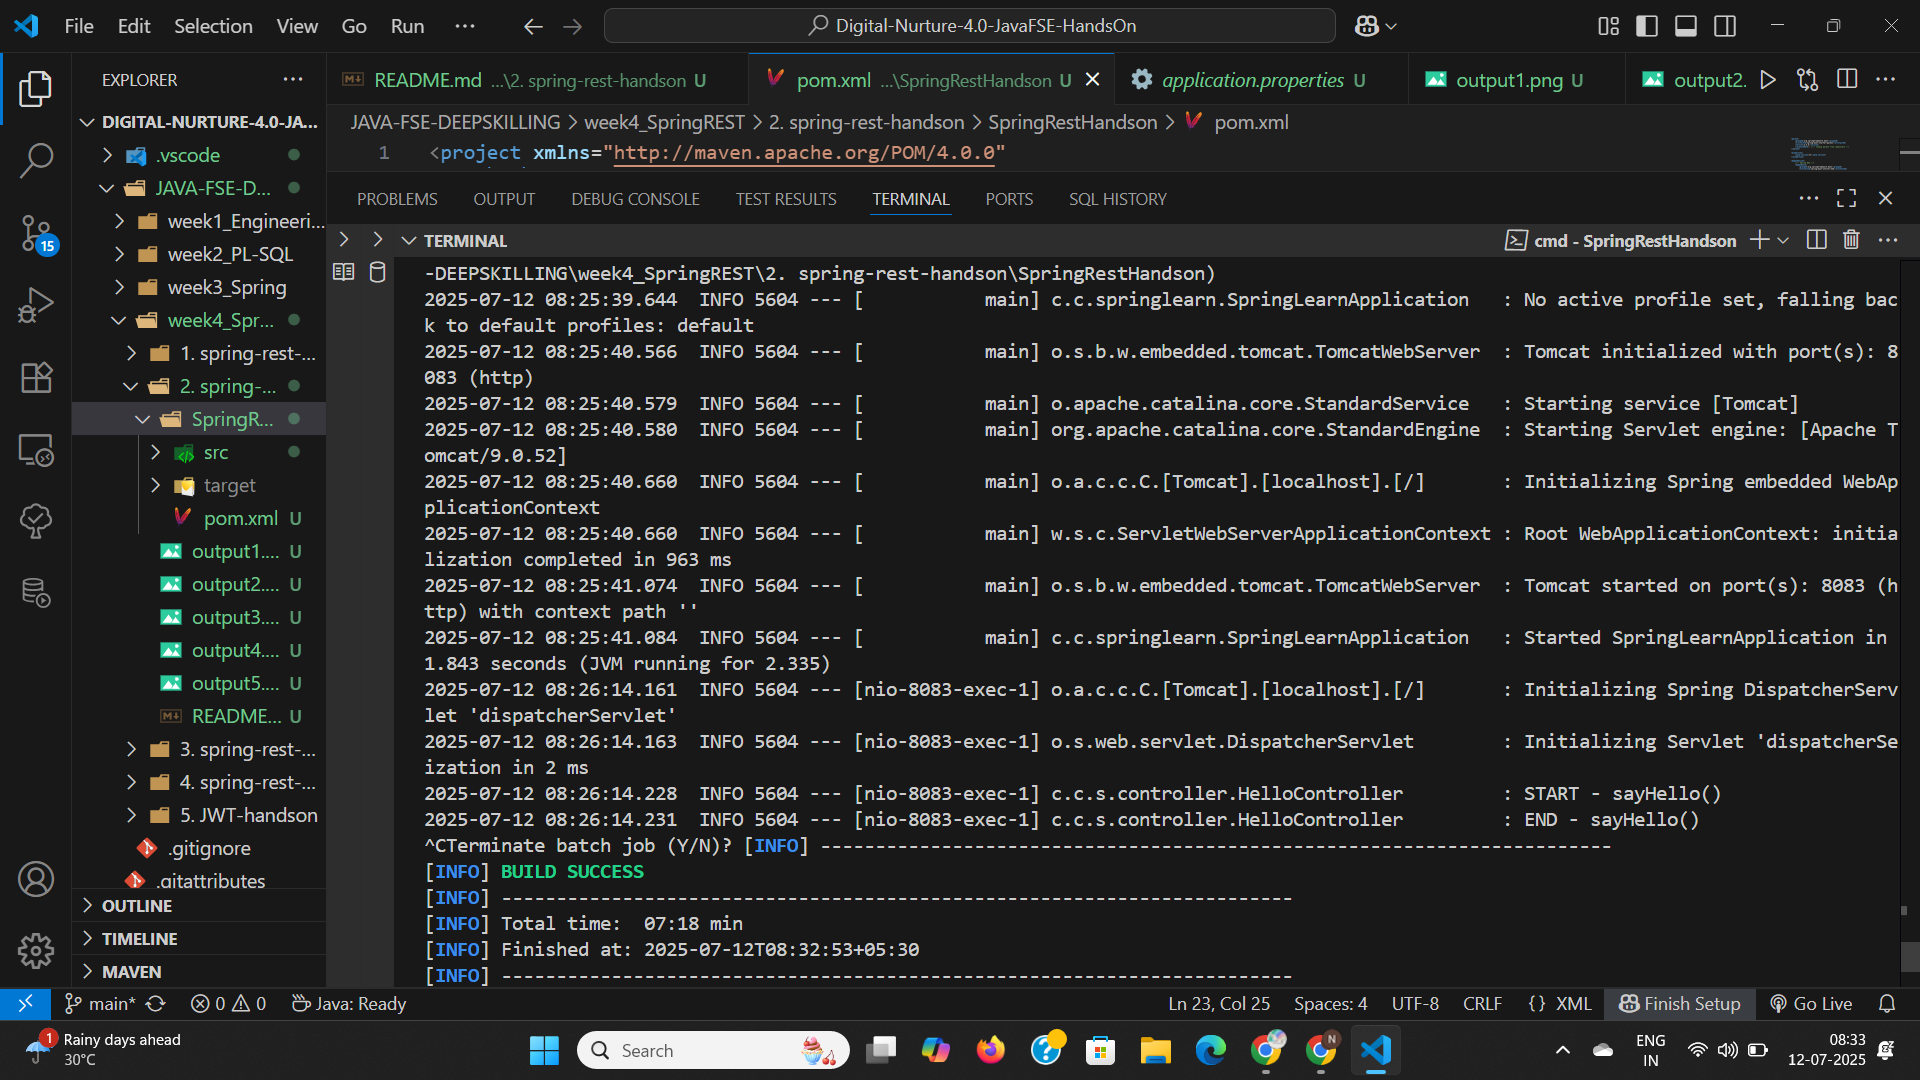 File Edit Selection View Go Run ···
Digital-Nurture-4.0-JavaFSE-HandsOn
EXPLORER
README.md ...\2. spring-rest-handson U
pom.xml ...\SpringRestHandson U
application.properties U
output1.png U
output2.
DIGITAL-NURTURE-4.0-JA...
.vscode
JAVA-FSE-D...
week1_Engineeri...
week2_PL-SQL
week3_Spring
week4_Spr...
1. spring-rest-...
2. spring-...
SpringR...
src
target
pom.xml U
output1.... U
output2.... U
output3.... U
output4.... U
output5.... U
README... U
3. spring-rest-...
4. spring-rest-...
5. JWT-handson
.gitignore
.gitattributes
OUTLINE
TIMELINE
MAVEN
15
JAVA-FSE-DEEPSKILLING > week4_SpringREST > 2. spring-rest-handson > SpringRestHandson > pom.xml
1 <project xmlns="http://maven.apache.org/POM/4.0.0"
PROBLEMS OUTPUT DEBUG CONSOLE TEST RESULTS TERMINAL PORTS SQL HISTORY
TERMINAL
cmd - SpringRestHandson
-DEEPSKILLING\week4_SpringREST\2. spring-rest-handson\SpringRestHandson)
2025-07-12 08:25:39.644  INFO 5604 --- [           main] c.c.springlearn.SpringLearnApplication   : No active profile set, falling bac
k to default profiles: default
2025-07-12 08:25:40.566  INFO 5604 --- [           main] o.s.b.w.embedded.tomcat.TomcatWebServer  : Tomcat initialized with port(s): 8
083 (http)
2025-07-12 08:25:40.579  INFO 5604 --- [           main] o.apache.catalina.core.StandardService   : Starting service [Tomcat]
2025-07-12 08:25:40.580  INFO 5604 --- [           main] org.apache.catalina.core.StandardEngine  : Starting Servlet engine: [Apache T
omcat/9.0.52]
2025-07-12 08:25:40.660  INFO 5604 --- [           main] o.a.c.c.C.[Tomcat].[localhost].[/]       : Initializing Spring embedded WebAp
plicationContext
2025-07-12 08:25:40.660  INFO 5604 --- [           main] w.s.c.ServletWebServerApplicationContext : Root WebApplicationContext: initia
lization completed in 963 ms
2025-07-12 08:25:41.074  INFO 5604 --- [           main] o.s.b.w.embedded.tomcat.TomcatWebServer  : Tomcat started on port(s): 8083 (h
ttp) with context path ''
2025-07-12 08:25:41.084  INFO 5604 --- [           main] c.c.springlearn.SpringLearnApplication   : Started SpringLearnApplication in
1.843 seconds (JVM running for 2.335)
2025-07-12 08:26:14.161  INFO 5604 --- [nio-8083-exec-1] o.a.c.c.C.[Tomcat].[localhost].[/]       : Initializing Spring DispatcherServ
let 'dispatcherServlet'
2025-07-12 08:26:14.163  INFO 5604 --- [nio-8083-exec-1] o.s.web.servlet.DispatcherServlet        : Initializing Servlet 'dispatcherSe
ization in 2 ms
2025-07-12 08:26:14.228  INFO 5604 --- [nio-8083-exec-1] c.c.s.controller.HelloController         : START - sayHello()
2025-07-12 08:26:14.231  INFO 5604 --- [nio-8083-exec-1] c.c.s.controller.HelloController         : END - sayHello()
^CTerminate batch job (Y/N)? [INFO] ------------------------------------------------------------------------
[INFO] BUILD SUCCESS
[INFO] ------------------------------------------------------------------------
[INFO] Total time:  07:18 min
[INFO] Finished at: 2025-07-12T08:32:53+05:30
[INFO] ------------------------------------------------------------------------
main* 0 0 Java: Ready
Ln 23, Col 25 Spaces: 4 UTF-8 CRLF {} XML Finish Setup Go Live
1 Rainy days ahead
30°C
Search
N
ENG
IN
08:33
12-07-2025